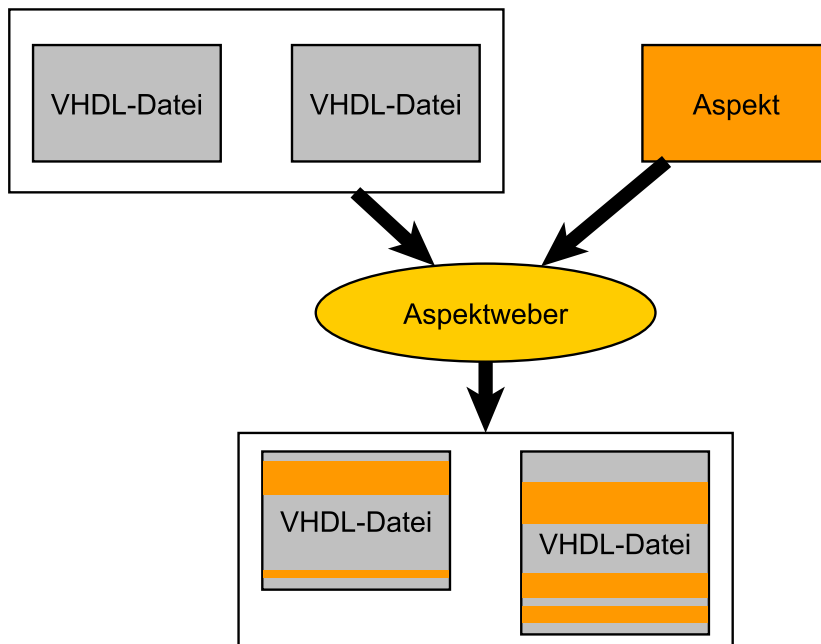 VHDL-Datei
VHDL-Datei
Aspekt
Aspektweber
VHDL-Datei
VHDL-Datei